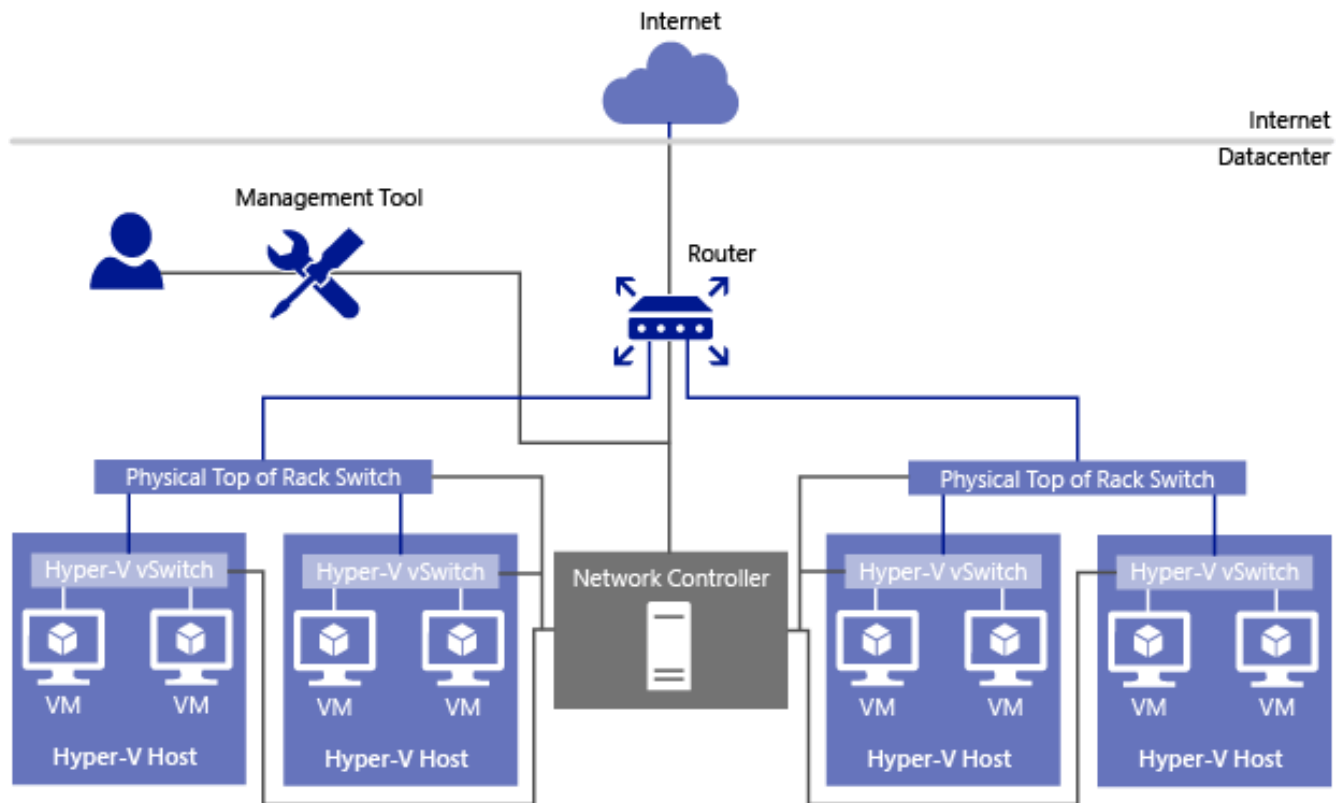 Internet
Internet
Datacenter
Management Tool
Router
Physical Top of Rack Switch
Physical Top of Rack Switch
Hyper-V vSwitch
Hyper-V vSwitch
Network Controller
Hyper-V vSwitch
Hyper-V vSwitch
VM
VM
VM
VM
VM
VM
VM
VM
Hyper-V Host
Hyper-V Host
Hyper-V Host
Hyper-V Host